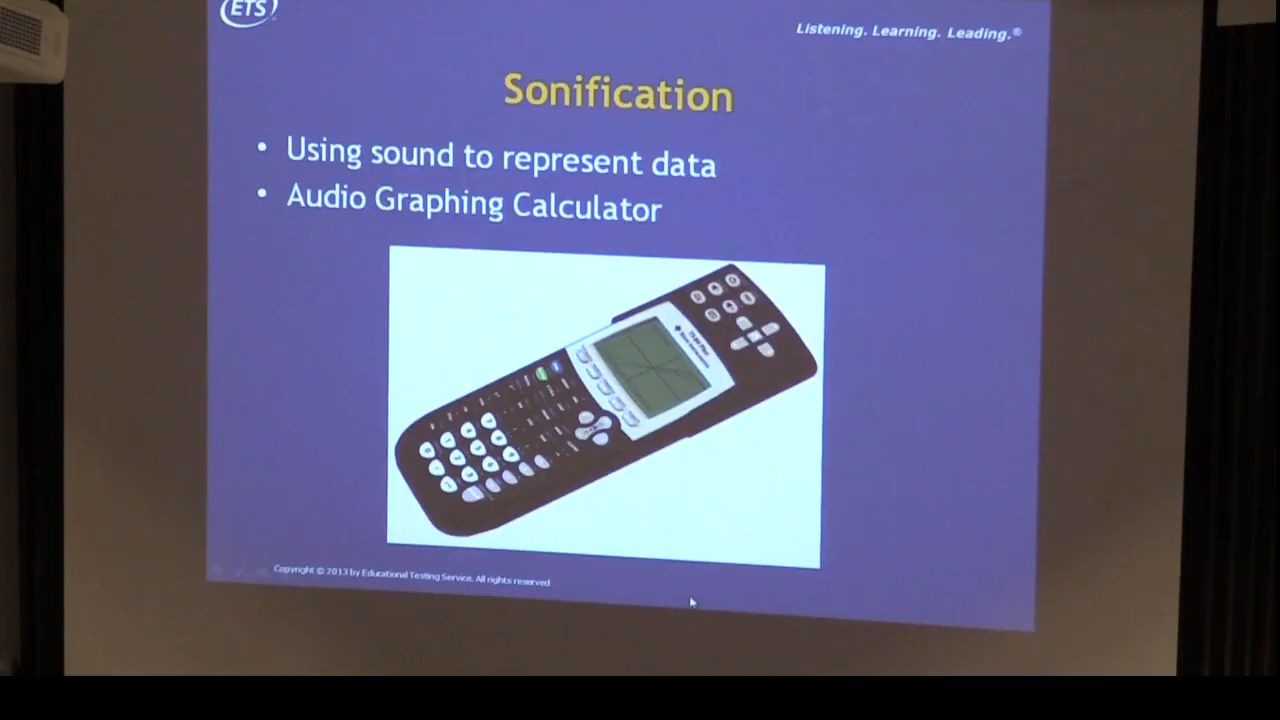 ETS
Listening. Learning. Leading.®
Sonification
• Using sound to represent data
• Audio Graphing Calculator
Copyright © 2013 by Educational Testing Service. All rights reserved